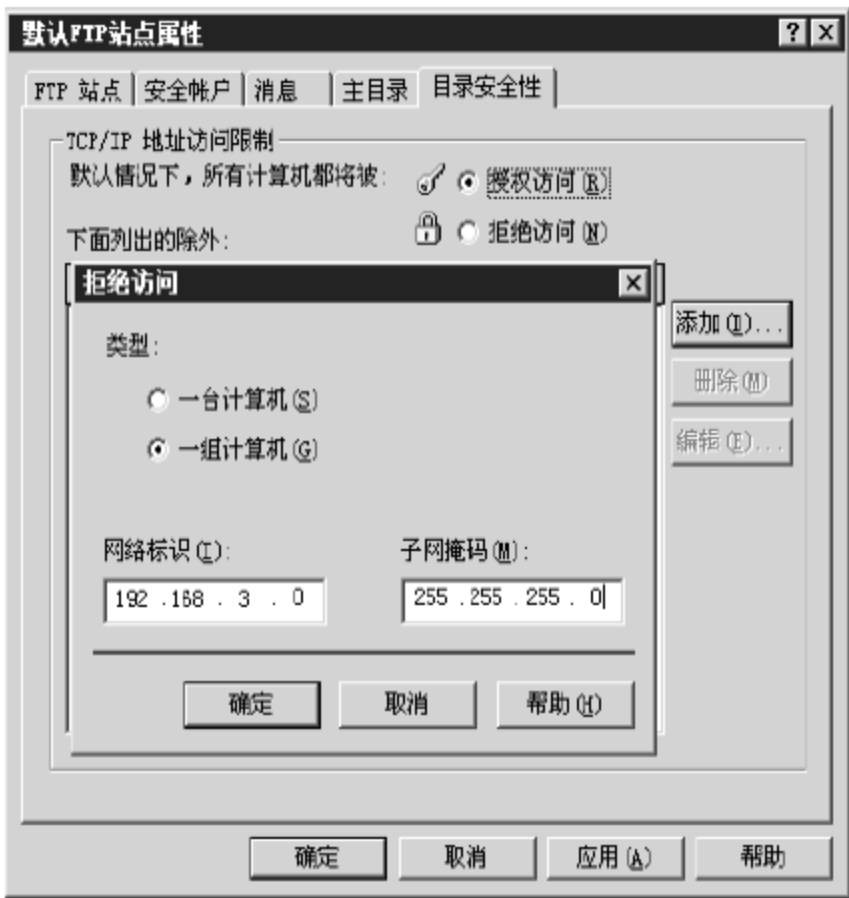 默认FTP站点属性
FTP 站点 安全帐户 消息 主目录 目录安全性
TCP/IP 地址访问限制
默认情况下，所有计算机都将被: 授权访问(R)
下面列出的除外: 拒绝访问(N)
拒绝访问
添加(D)...
类型:
删除(M)
一台计算机(S)
编辑(E)...
一组计算机(G)
网络标识(I): 子网掩码(M):
192 .168 . 3 . 0 255 .255 .255 . 0
确定 取消 帮助(H)
确定 取消 应用(A) 帮助